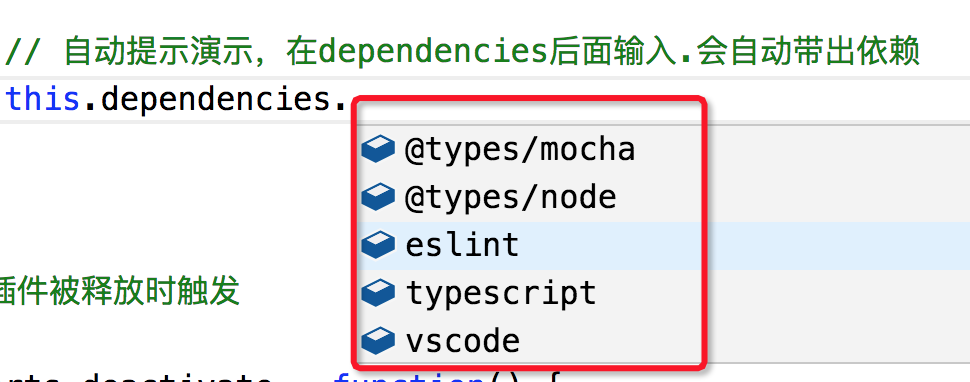 // 自动提示演示，在dependencies后面输入.会自动带出依赖
this.dependencies.
@types/mocha
@types/node
eslint
typescript
插件被释放时触发
vscode
rts.deactivate = function() {